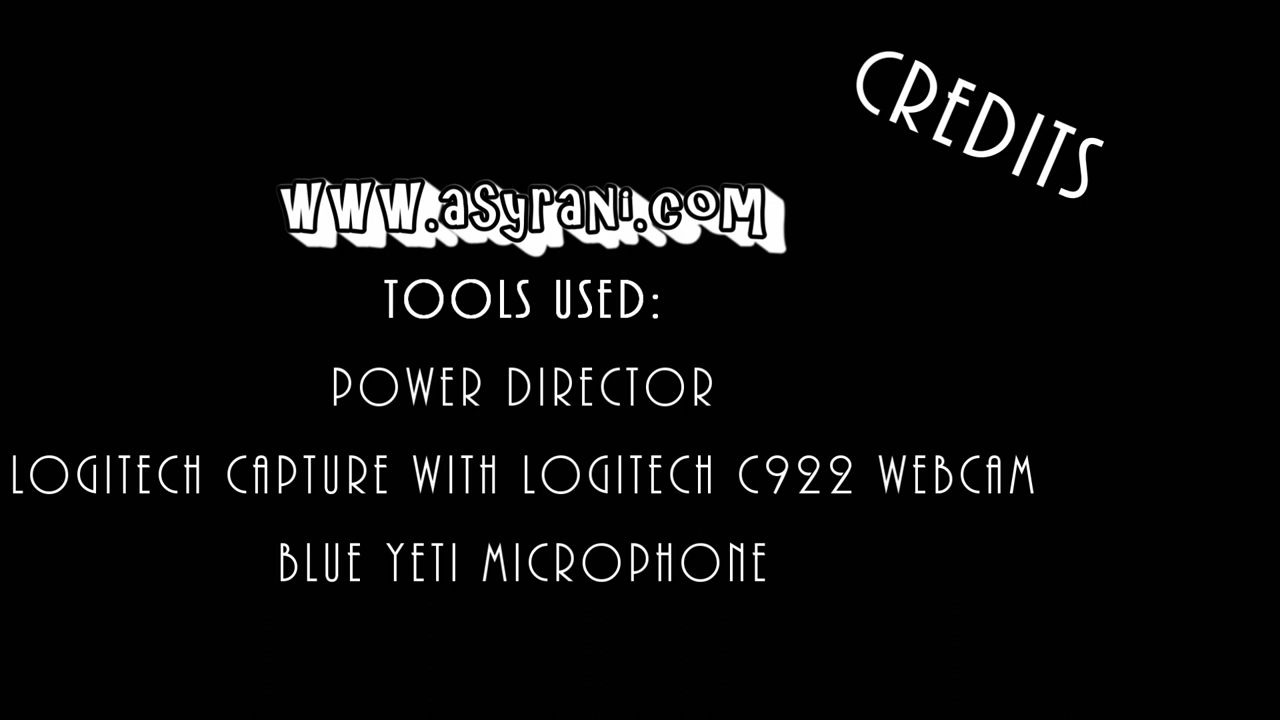 CREDITS
www.asyrani.com
TOOLS USED:
POWER DIRECTOR
LOGITECH CAPTURE WITH LOGITECH C922 WEBCAM
BLUE YETI MICROPHONE